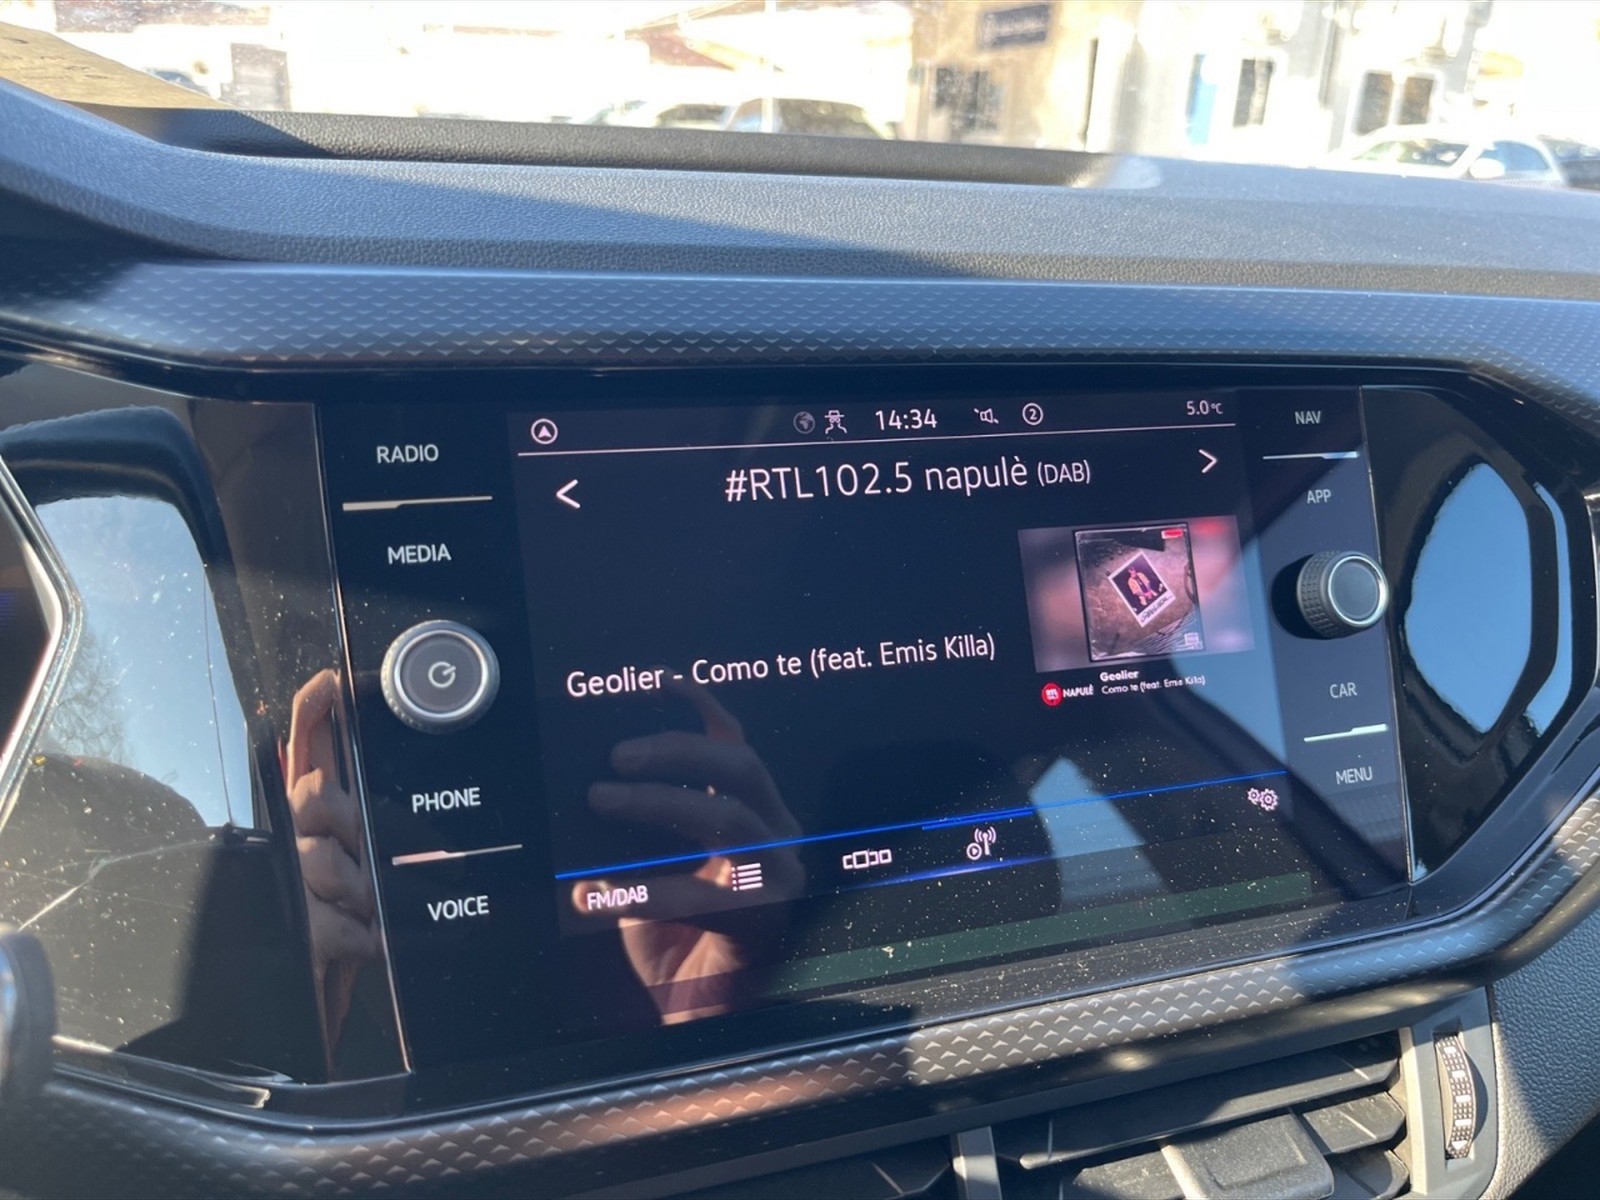 RADIO
MEDIA
PHONE
VOICE
14:34
2
5.0°C
#RTL102.5 napulè (DAB)
Geolier - Como te (feat. Emis Killa)
NAPULÈ
Geolier
Como te (feat. Emis Killa)
FM/DAB
NAV
APP
CAR
MENU